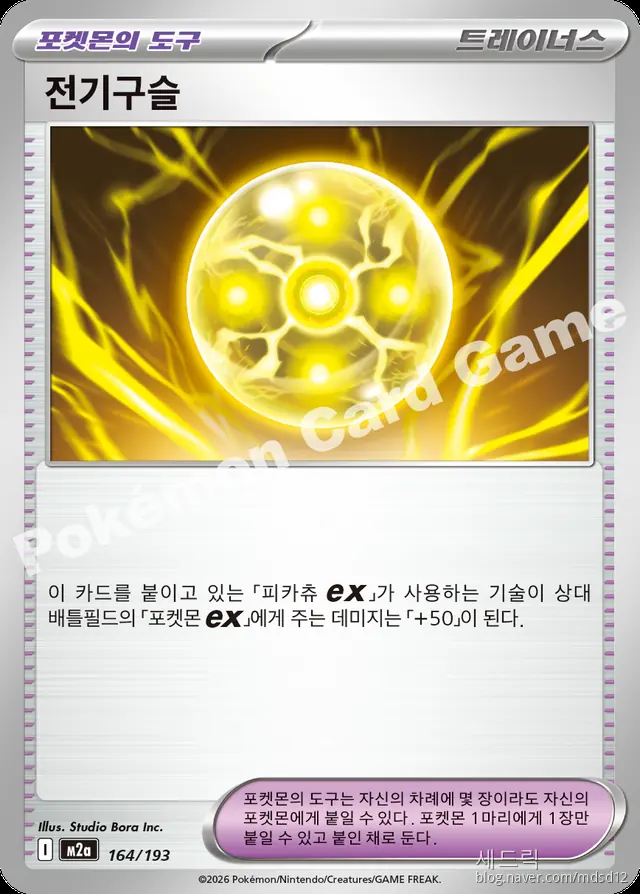 포켓몬의 도구
트레이너스
전기구슬
Pokémon Card Game
이 카드를 붙이고 있는 「피카츄 ex」가 사용하는 기술이 상대
배틀필드의 「포켓몬 ex」에게 주는 데미지는 「+50」이 된다.
포켓몬의 도구는 자신의 차례에 몇 장이라도 자신의
포켓몬에게 붙일 수 있다. 포켓몬 1마리에게 1장만
붙일 수 있고 붙인 채로 둔다.
Illus. Studio Bora Inc.
I M2a 164/193
©2026 Pokémon/Nintendo/Creatures/GAME FREAK.
세드릭
blog.naver.com/mdsd12